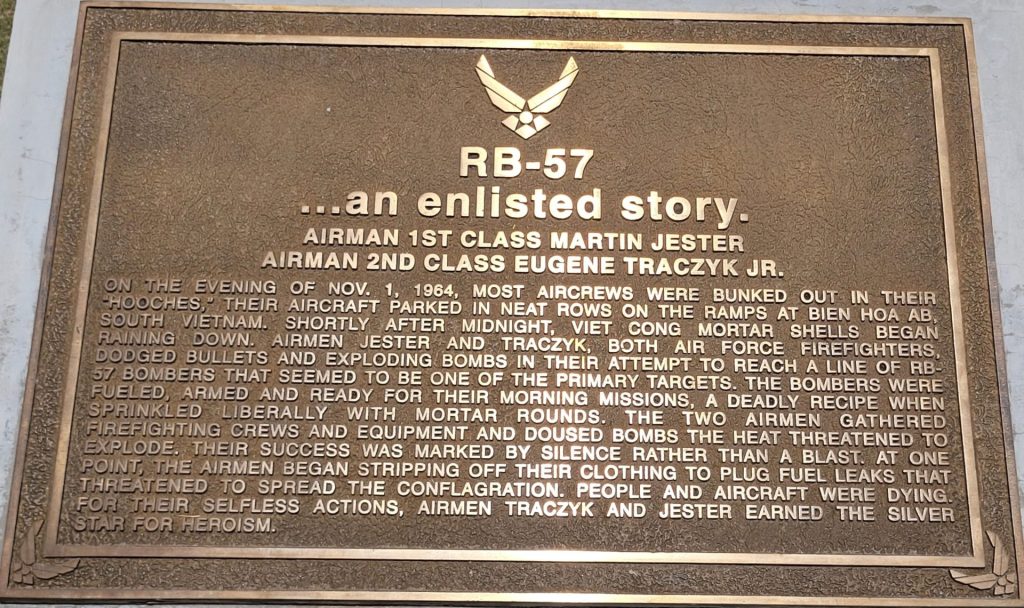 RB-57
...an enlisted story.
AIRMAN 1ST CLASS MARTIN JESTER
AIRMAN 2ND CLASS EUGENE TRACZYK JR.
ON THE EVENING OF NOV. 1, 1964, MOST AIRCREWS WERE BUNKED OUT IN THEIR
"HOOCHES," THEIR AIRCRAFT PARKED IN NEAT ROWS ON THE RAMPS AT BIEN HOA AB,
SOUTH VIETNAM. SHORTLY AFTER MIDNIGHT, VIET CONG MORTAR SHELLS BEGAN
RAINING DOWN. AIRMEN JESTER AND TRACZYK, BOTH AIR FORCE FIREFIGHTERS,
DODGED BULLETS AND EXPLODING BOMBS IN THEIR ATTEMPT TO REACH A LINE OF RB-
57 BOMBERS THAT SEEMED TO BE ONE OF THE PRIMARY TARGETS. THE BOMBERS WERE
FUELED, ARMED AND READY FOR THEIR MORNING MISSIONS, A DEADLY RECIPE WHEN
SPRINKLED LIBERALLY WITH MORTAR ROUNDS. THE TWO AIRMEN GATHERED
FIREFIGHTING CREWS AND EQUIPMENT AND DOUSED BOMBS THE HEAT THREATENED TO
EXPLODE. THEIR SUCCESS WAS MARKED BY SILENCE RATHER THAN A BLAST. AT ONE
POINT, THE AIRMEN BEGAN STRIPPING OFF THEIR CLOTHING TO PLUG FUEL LEAKS THAT
THREATENED TO SPREAD THE CONFLAGRATION. PEOPLE AND AIRCRAFT WERE DYING.
FOR THEIR SELFLESS ACTIONS, AIRMEN TRACZYK AND JESTER EARNED THE SILVER
STAR FOR HEROISM.